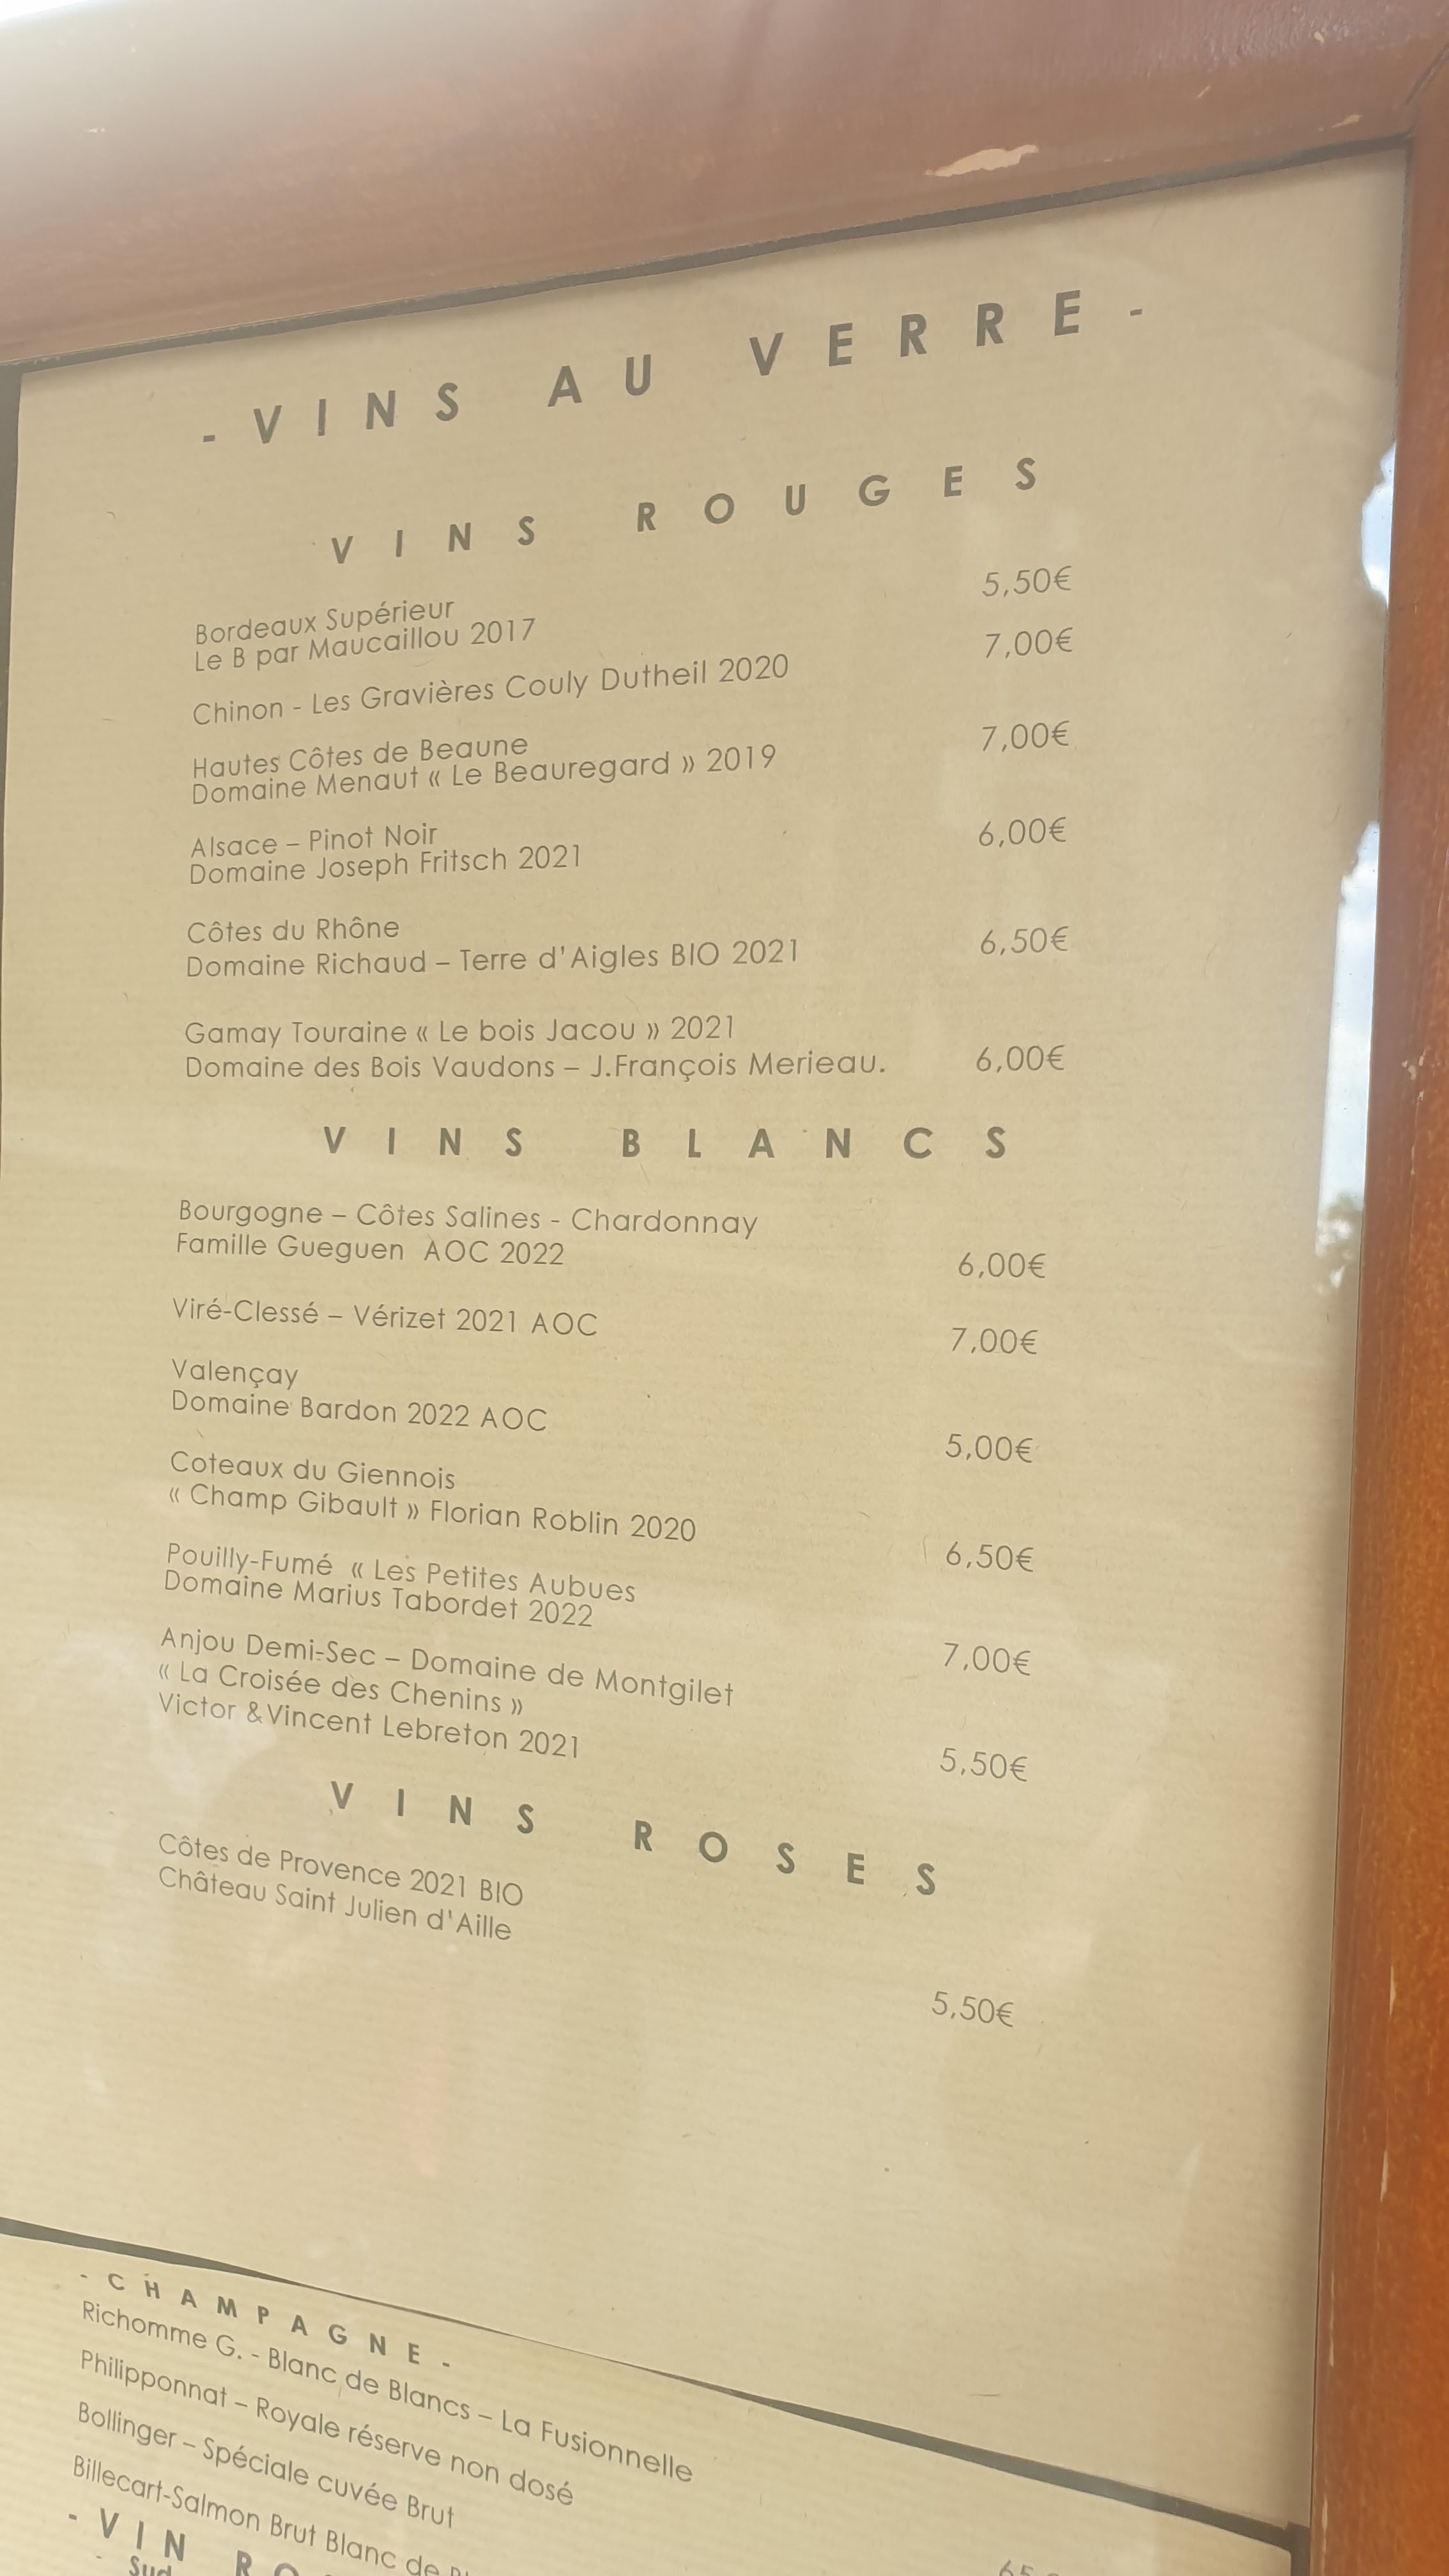 - VINS AU VERRE -
VINS ROUGES
Bordeaux Supérieur
Le B par Maucaillou 2017 5,50€
Chinon - Les Gravières Couly Dutheil 2020 7,00€
Hautes Côtes de Beaune
Domaine Menaut « Le Beauregard » 2019 7,00€
Alsace – Pinot Noir
Domaine Joseph Fritsch 2021 6,00€
Côtes du Rhône
Domaine Richaud – Terre d'Aigles BIO 2021 6,50€
Gamay Touraine « Le bois Jacou » 2021
Domaine des Bois Vaudons – J.François Merieau. 6,00€
VINS BLANCS
Bourgogne – Côtes Salines - Chardonnay
Famille Gueguen AOC 2022 6,00€
Viré-Clessé – Vérizet 2021 AOC 7,00€
Valençay
Domaine Bardon 2022 AOC 5,00€
Coteaux du Giennois
« Champ Gibault » Florian Roblin 2020 6,50€
Pouilly-Fumé « Les Petites Aubues
Domaine Marius Tabordet 2022 7,00€
Anjou Demi-Sec – Domaine de Montgilet
« La Croisée des Chenins »
Victor &Vincent Lebreton 2021 5,50€
VINS ROSES
Côtes de Provence 2021 BIO
Château Saint Julien d'Aille 5,50€
- CHAMPAGNE -
Richomme G. - Blanc de Blancs – La Fusionnelle
Philipponnat – Royale réserve non dosé
Bollinger – Spéciale cuvée Brut
Billecart-Salmon Brut Blanc de
- VIN
Sud